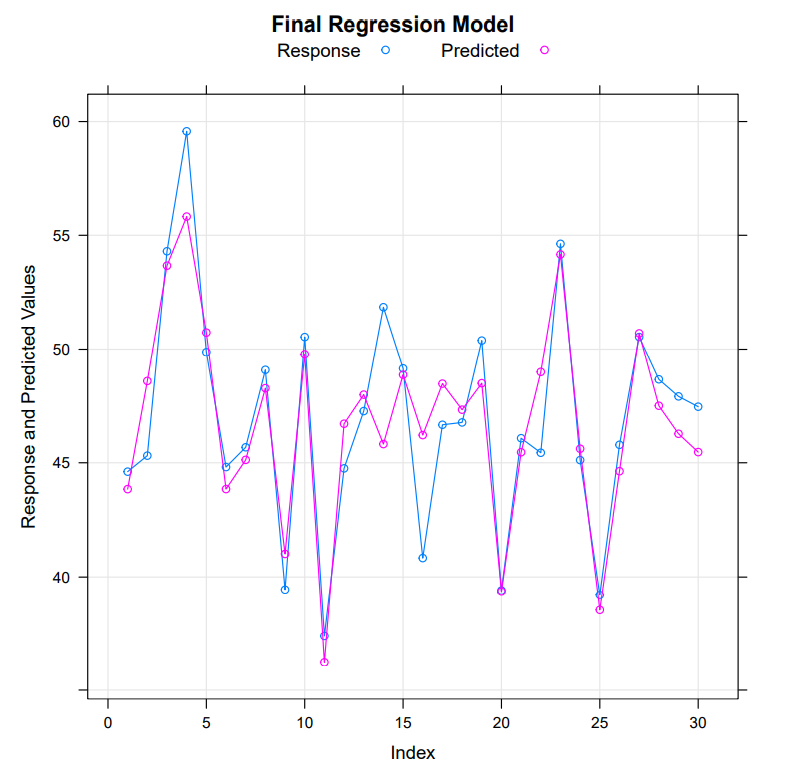 Final Regression Model
Response Predicted
60
55
50
45
40
Response and Predicted Values
0 5 10 15 20 25 30
Index